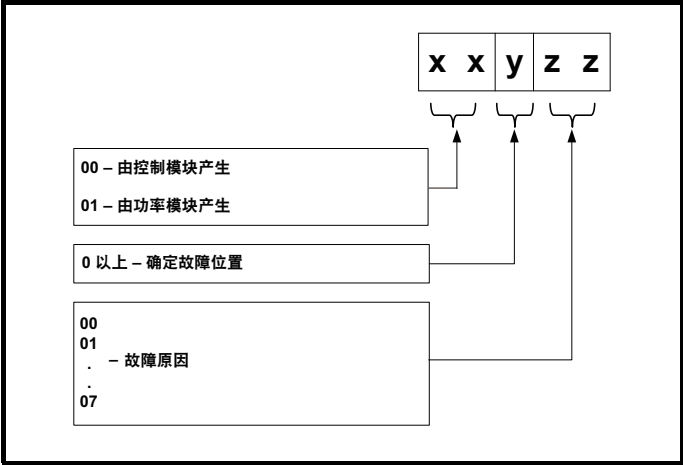 x x y z z
00 – 由控制模块产生
01 – 由功率模块产生
0 以上 – 确定故障位置
00
01
. – 故障原因
.
07